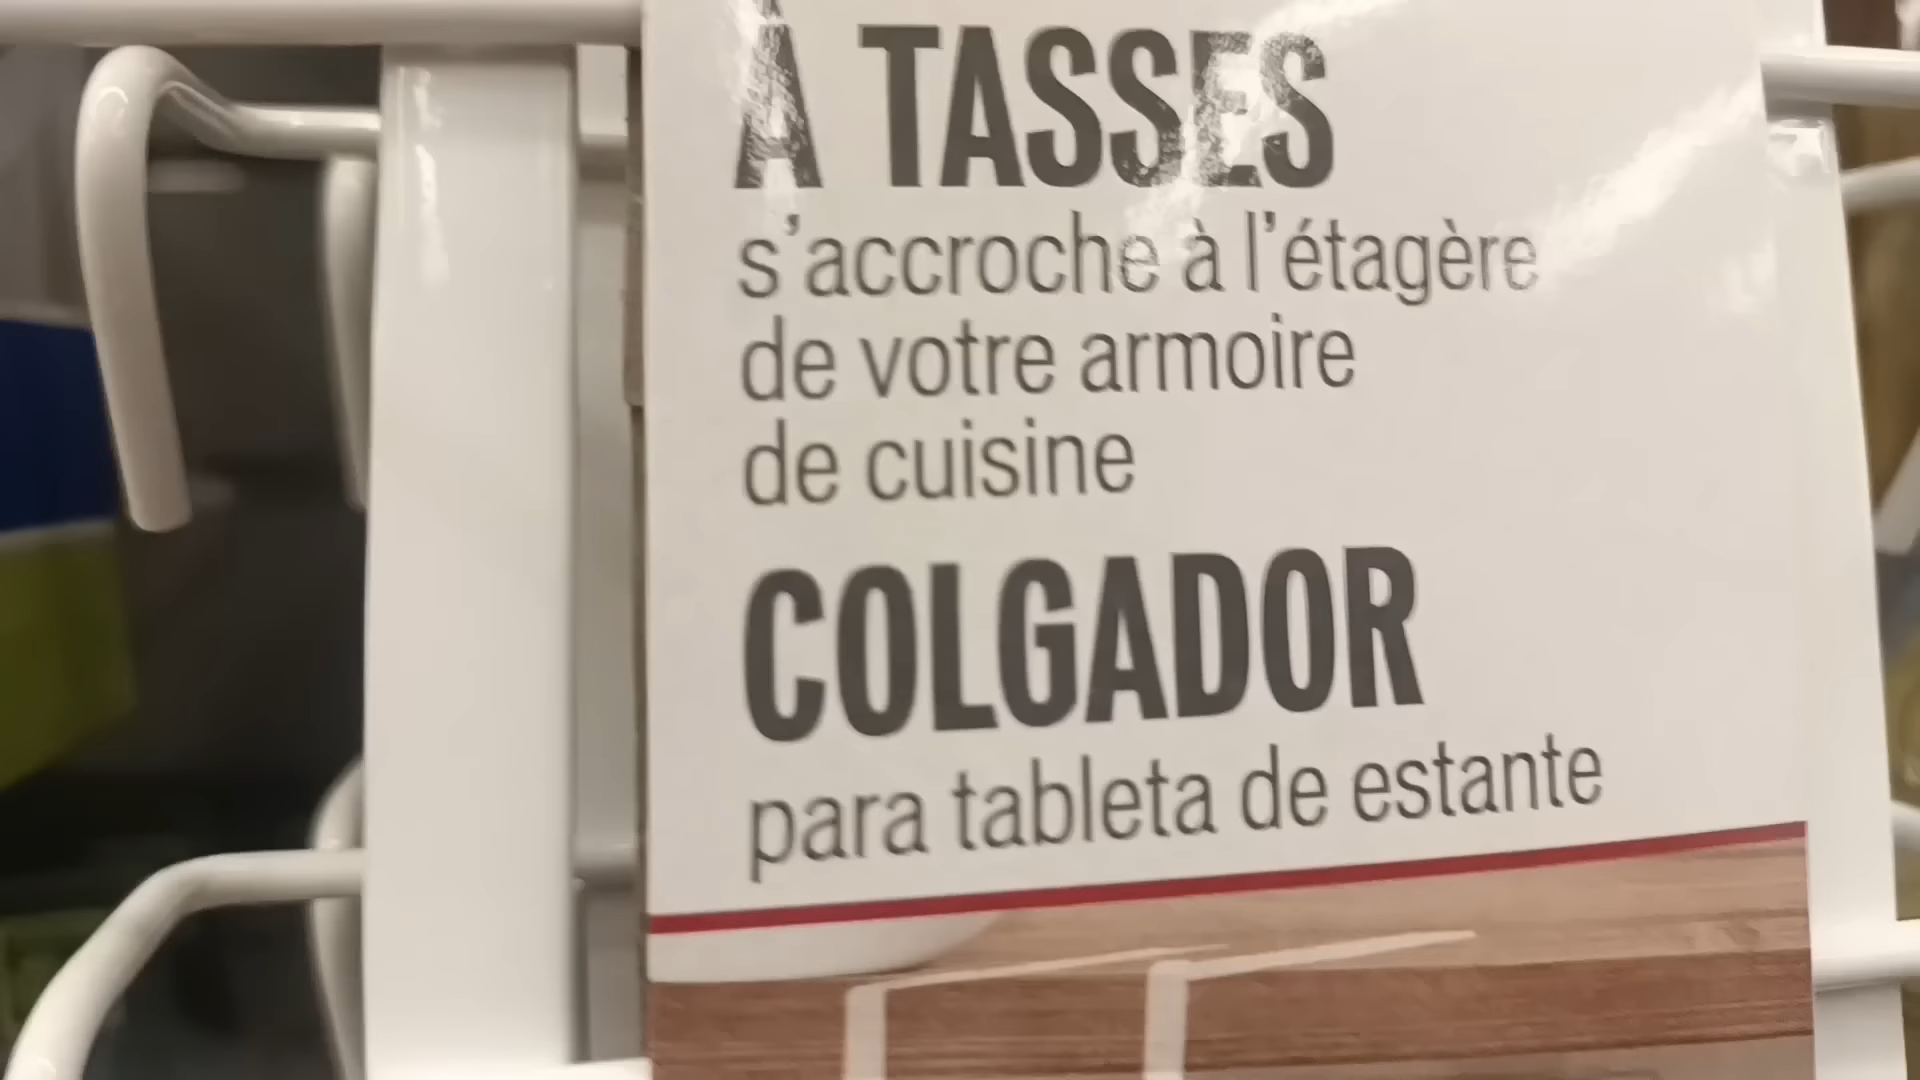 À TASSES
s'accroche à l'étagère
de votre armoire
de cuisine
COLGADOR
para tableta de estante